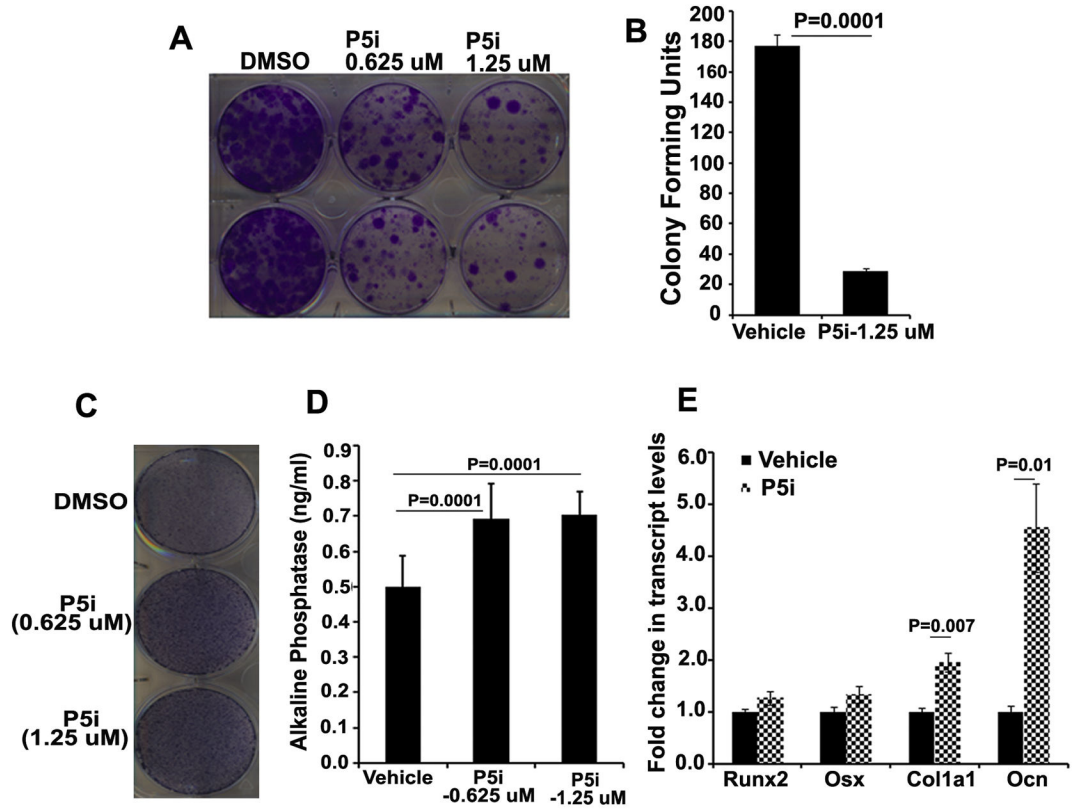 A
DMSO
P5i
0.625 uM
P5i
1.25 uM
B
Colony Forming Units
200
180
160
140
120
100
80
60
40
20
0
P=0.0001
Vehicle
P5i-1.25 uM
C
DMSO
P5i
(0.625 uM)
P5i
(1.25 uM)
D
Alkaline Phosphatase (ng/ml)
0.9
0.8
0.7
0.6
0.5
0.4
0.3
0.2
0.1
0.0
P=0.0001
P=0.0001
Vehicle
P5i
-0.625 uM
P5i
-1.25 uM
E
Fold change in transcript levels
6.0
5.0
4.0
3.0
2.0
1.0
0.0
Vehicle
P5i
P=0.007
P=0.01
Runx2
Osx
Col1a1
Ocn